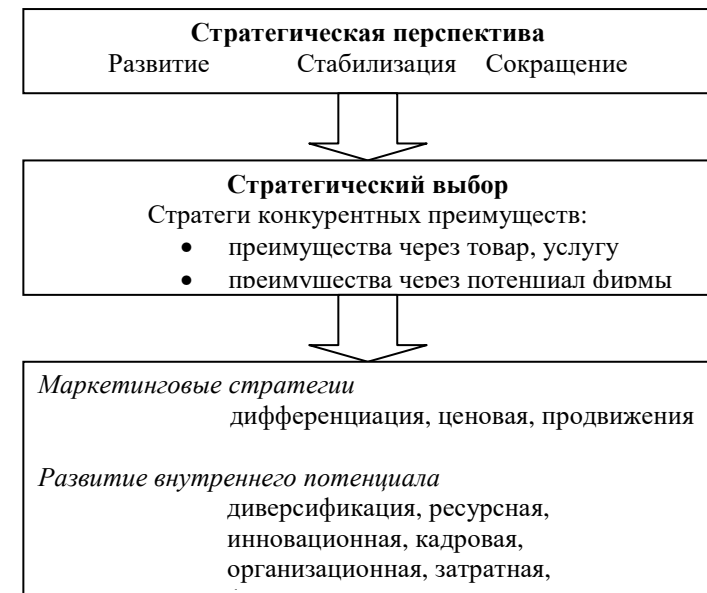 Стратегическая перспектива
Развитие Стабилизация Сокращение
Стратегический выбор
Стратеги конкурентных преимуществ:
• преимущества через товар, услугу
• преимущества через потенциал фирмы
Маркетинговые стратегии
дифференциация, ценовая, продвижения
Развитие внутреннего потенциала
диверсификация, ресурсная,
инновационная, кадровая,
организационная, затратная,